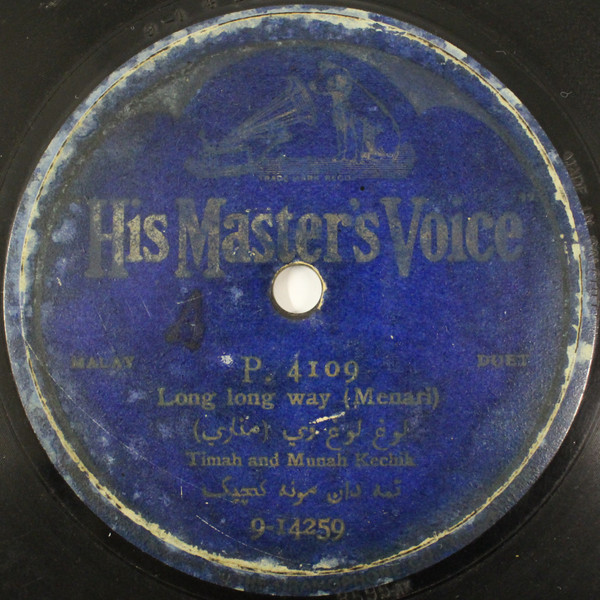 "His Master's Voice"
MALAY
DUET
P. 4109
Long long way (Menari)
لوڠ لوڠ وي (مناري)
Timah and Munah Kechik
تمه دان مونه کچيک
9-14259